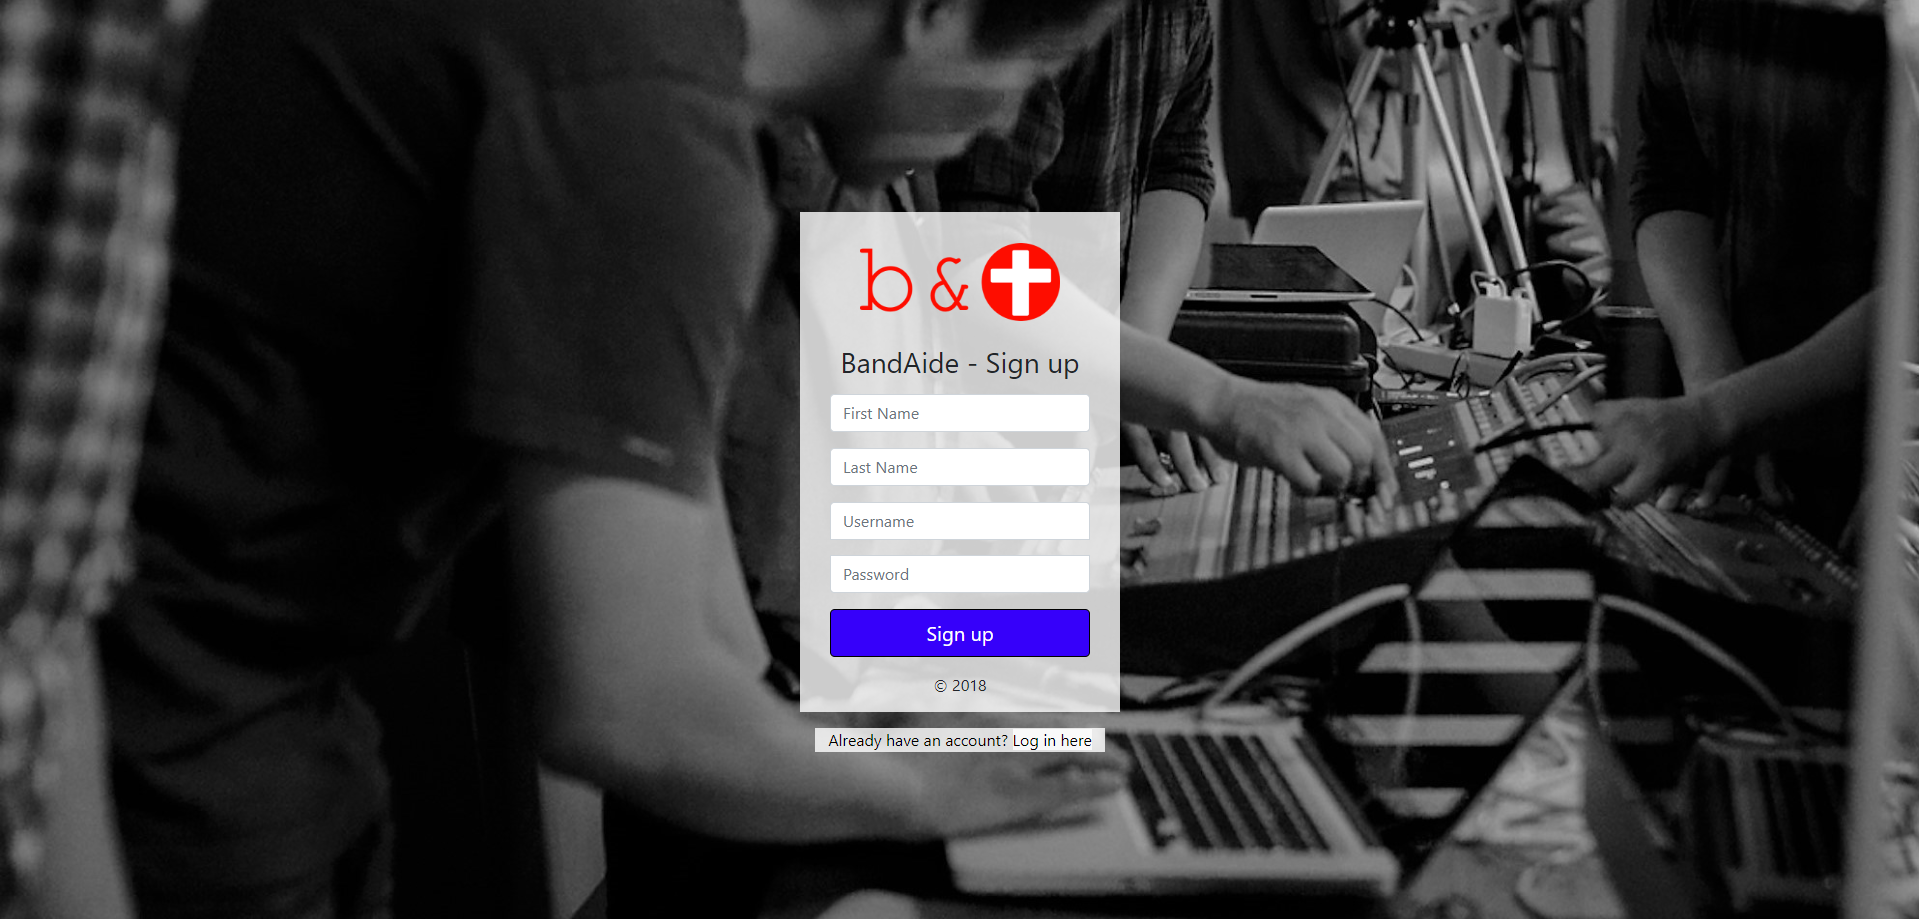 b &
BandAide - Sign up
First Name
Last Name
Username
Password
Sign up
© 2018
Already have an account? Log in here